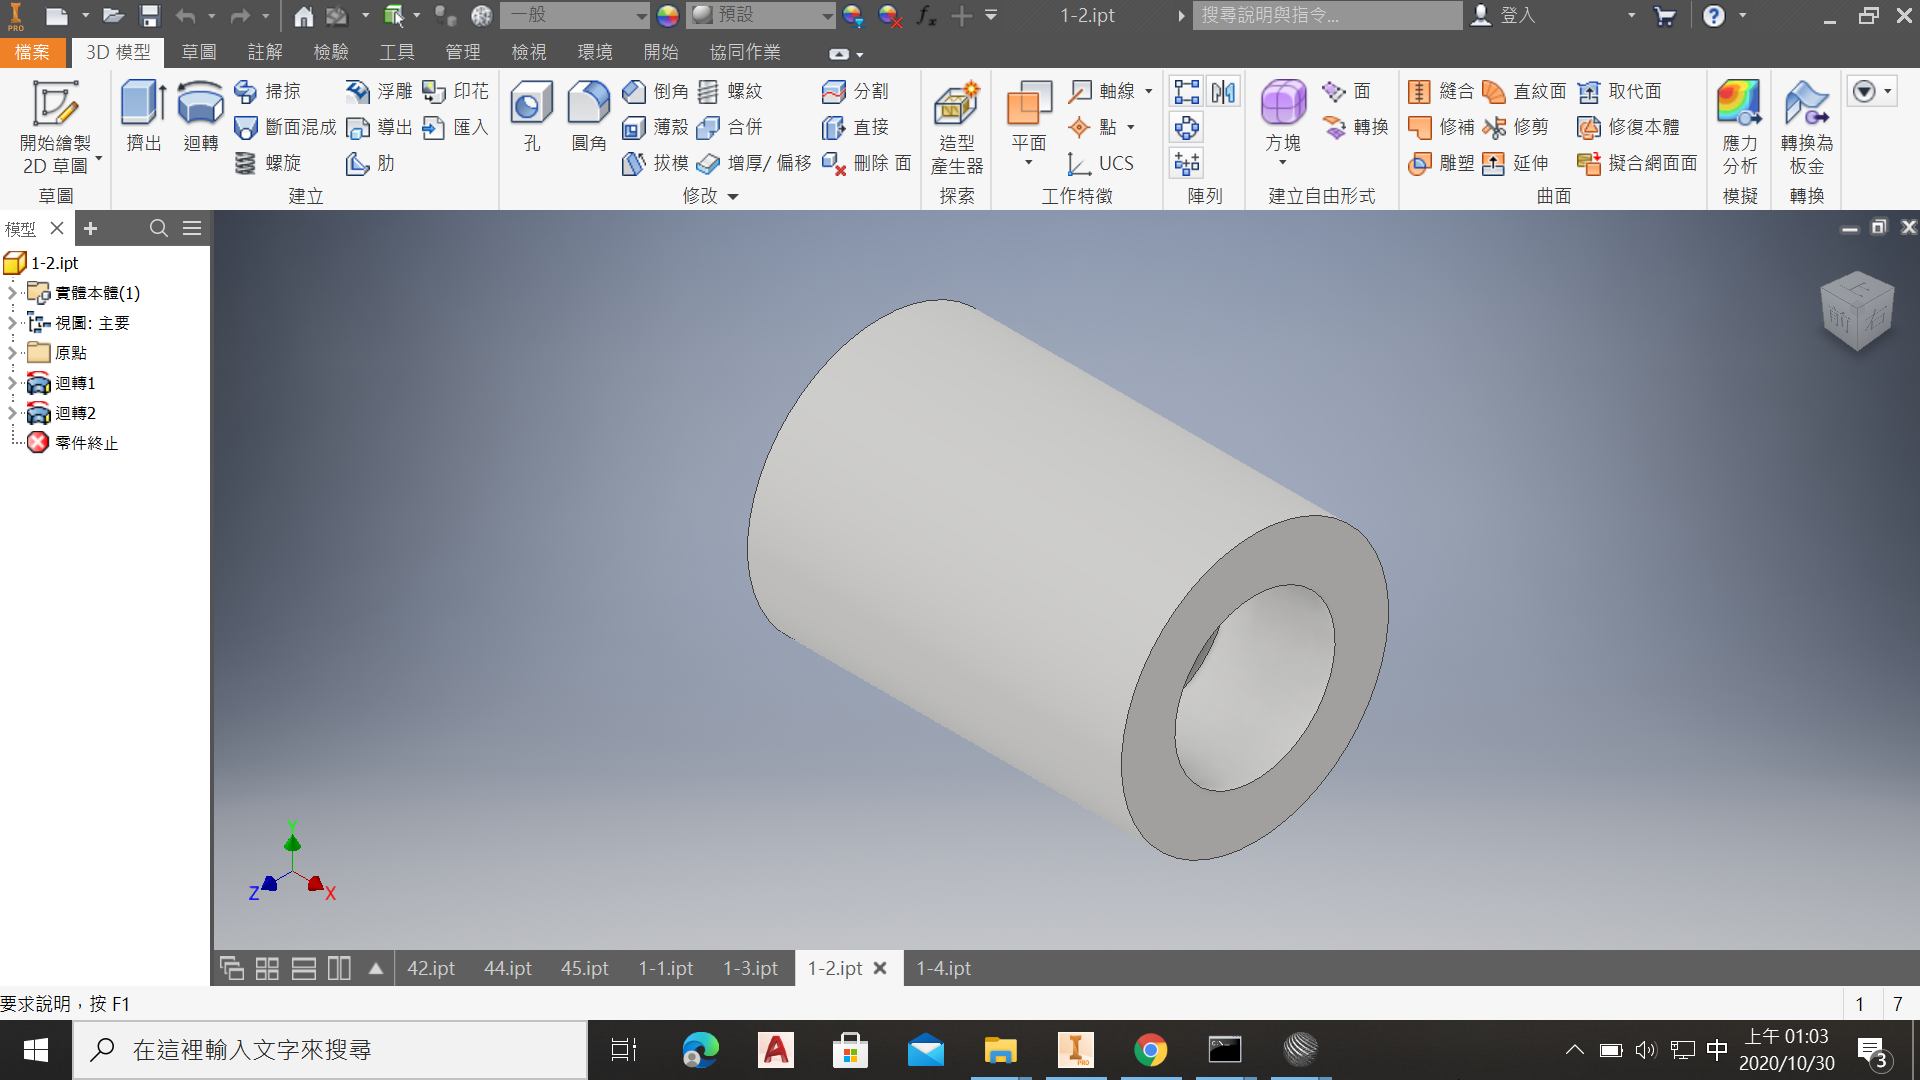 PRO
一般
預設
fx
1-2.ipt
搜尋說明與指令...
登入
檔案
3D 模型
草圖
註解
檢驗
工具
管理
檢視
環境
開始
協同作業
開始繪製
2D 草圖
草圖
擠出
迴轉
掃掠
斷面混成
螺旋
浮雕
導出
肋
印花
匯入
建立
孔
圓角
倒角
薄殼
拔模
螺紋
合併
增厚/ 偏移
分割
直接
刪除 面
修改
造型
產生器
探索
平面
軸線
點
UCS
工作特徵
陣列
方塊
面
轉換
建立自由形式
縫合
修補
雕塑
直紋面
修剪
延伸
取代面
修復本體
擬合網面面
曲面
應力
分析
模擬
轉換為
板金
轉換
模型
1-2.ipt
實體本體(1)
視圖: 主要
原點
迴轉1
迴轉2
零件終止
上
前
右
Y
Z
X
42.ipt
44.ipt
45.ipt
1-1.ipt
1-3.ipt
1-2.ipt
1-4.ipt
要求說明，按 F1
1
7
在這裡輸入文字來搜尋
中
上午 01:03
2020/10/30
3